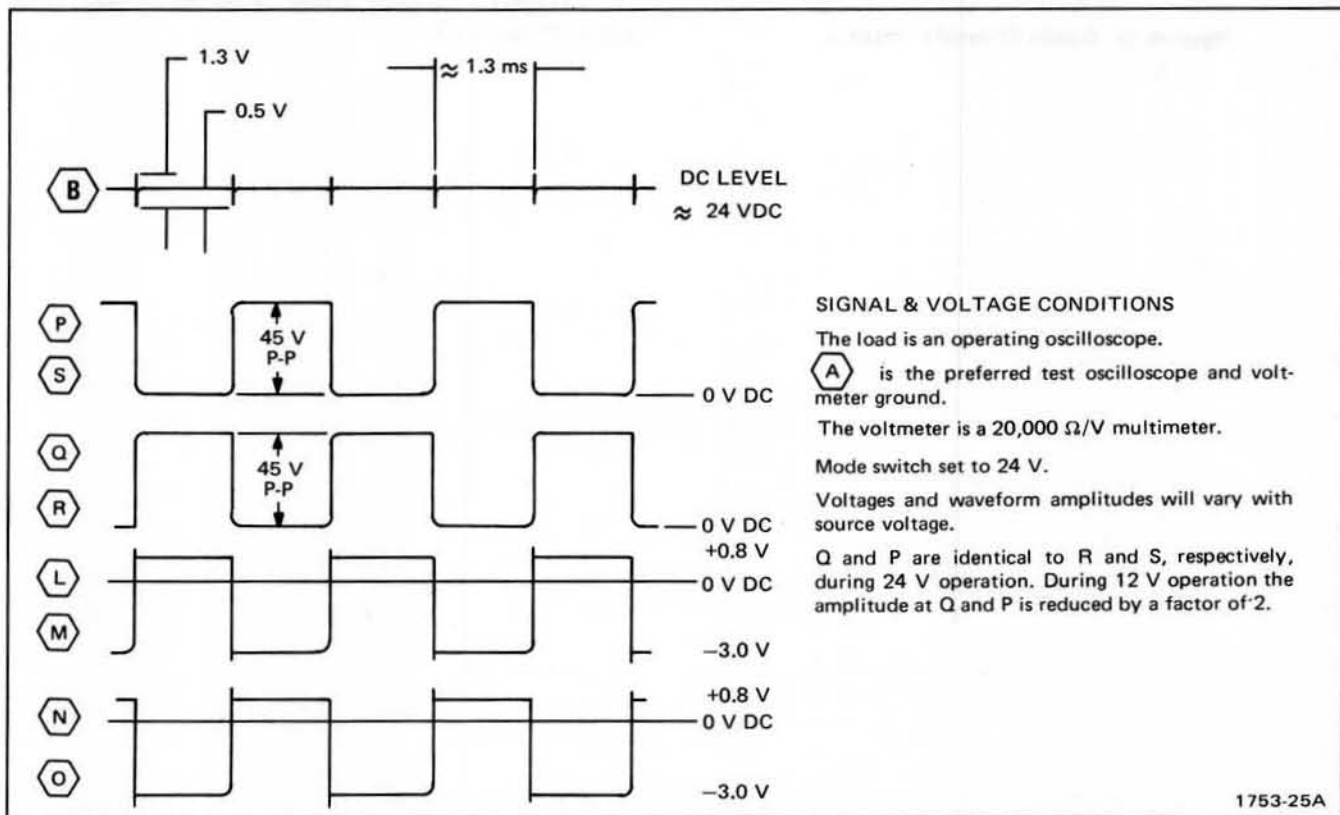 1.3 V
≈ 1.3 ms
0.5 V
B
DC LEVEL
≈ 24 VDC
P
S
45 V
P-P
0 V DC
Q
R
45 V
P-P
0 V DC
L
M
+0.8 V
0 V DC
−3.0 V
N
O
+0.8 V
0 V DC
−3.0 V
SIGNAL & VOLTAGE CONDITIONS
The load is an operating oscilloscope.
A is the preferred test oscilloscope and volt-
meter ground.
The voltmeter is a 20,000 Ω/V multimeter.
Mode switch set to 24 V.
Voltages and waveform amplitudes will vary with
source voltage.
Q and P are identical to R and S, respectively,
during 24 V operation. During 12 V operation the
amplitude at Q and P is reduced by a factor of 2.
1753-25A